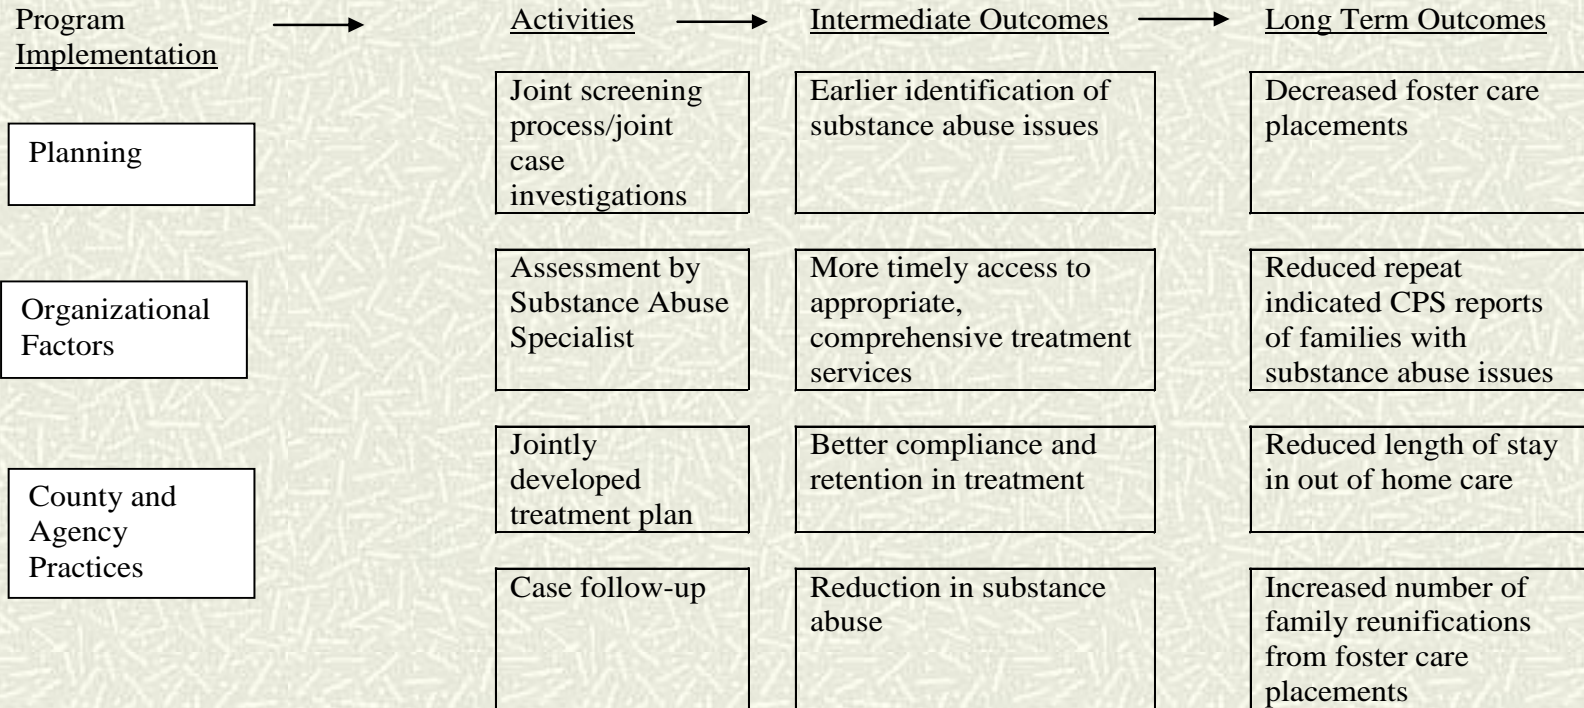 Program
Implementation
Activities
Intermediate Outcomes
Long Term Outcomes
Planning
Organizational
Factors
County and
Agency
Practices
Joint screening
process/joint
case
investigations
Earlier identification of
substance abuse issues
Decreased foster care
placements
Assessment by
Substance Abuse
Specialist
More timely access to
appropriate,
comprehensive treatment
services
Reduced repeat
indicated CPS reports
of families with
substance abuse issues
Jointly
developed
treatment plan
Better compliance and
retention in treatment
Reduced length of stay
in out of home care
Case follow-up
Reduction in substance
abuse
Increased number of
family reunifications
from foster care
placements